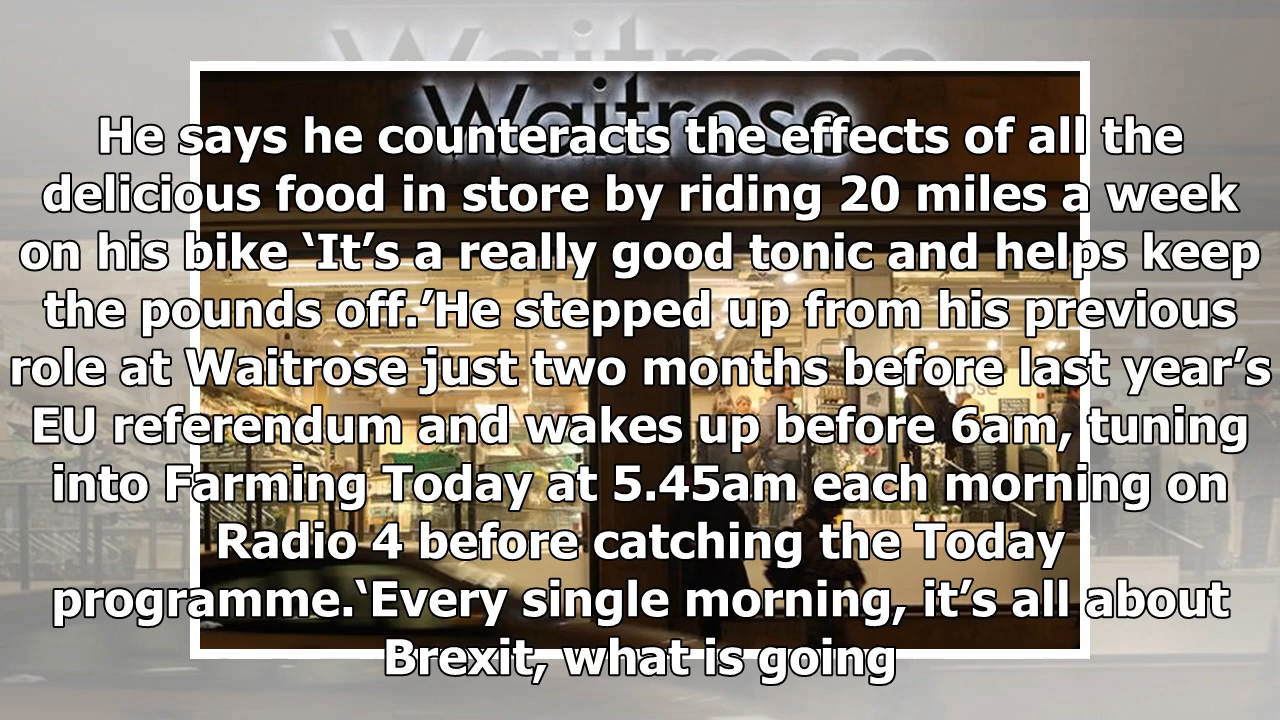 Waitrose
Waitrose
He says he counteracts the effects of all the
delicious food in store by riding 20 miles a week
on his bike ‘It’s a really good tonic and helps keep
the pounds off.’He stepped up from his previous
role at Waitrose just two months before last year’s
EU referendum and wakes up before 6am, tuning
into Farming Today at 5.45am each morning on
Radio 4 before catching the Today
programme.‘Every single morning, it’s all about
Brexit, what is going